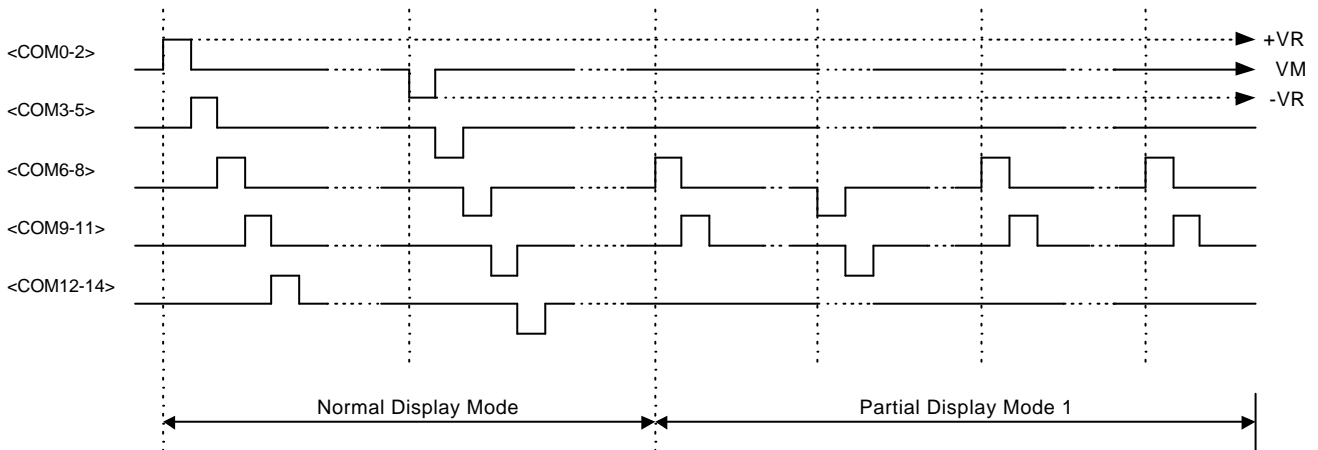 <COM0-2>
+VR
VM
-VR
<COM3-5>
<COM6-8>
<COM9-11>
<COM12-14>
Normal Display Mode
Partial Display Mode 1